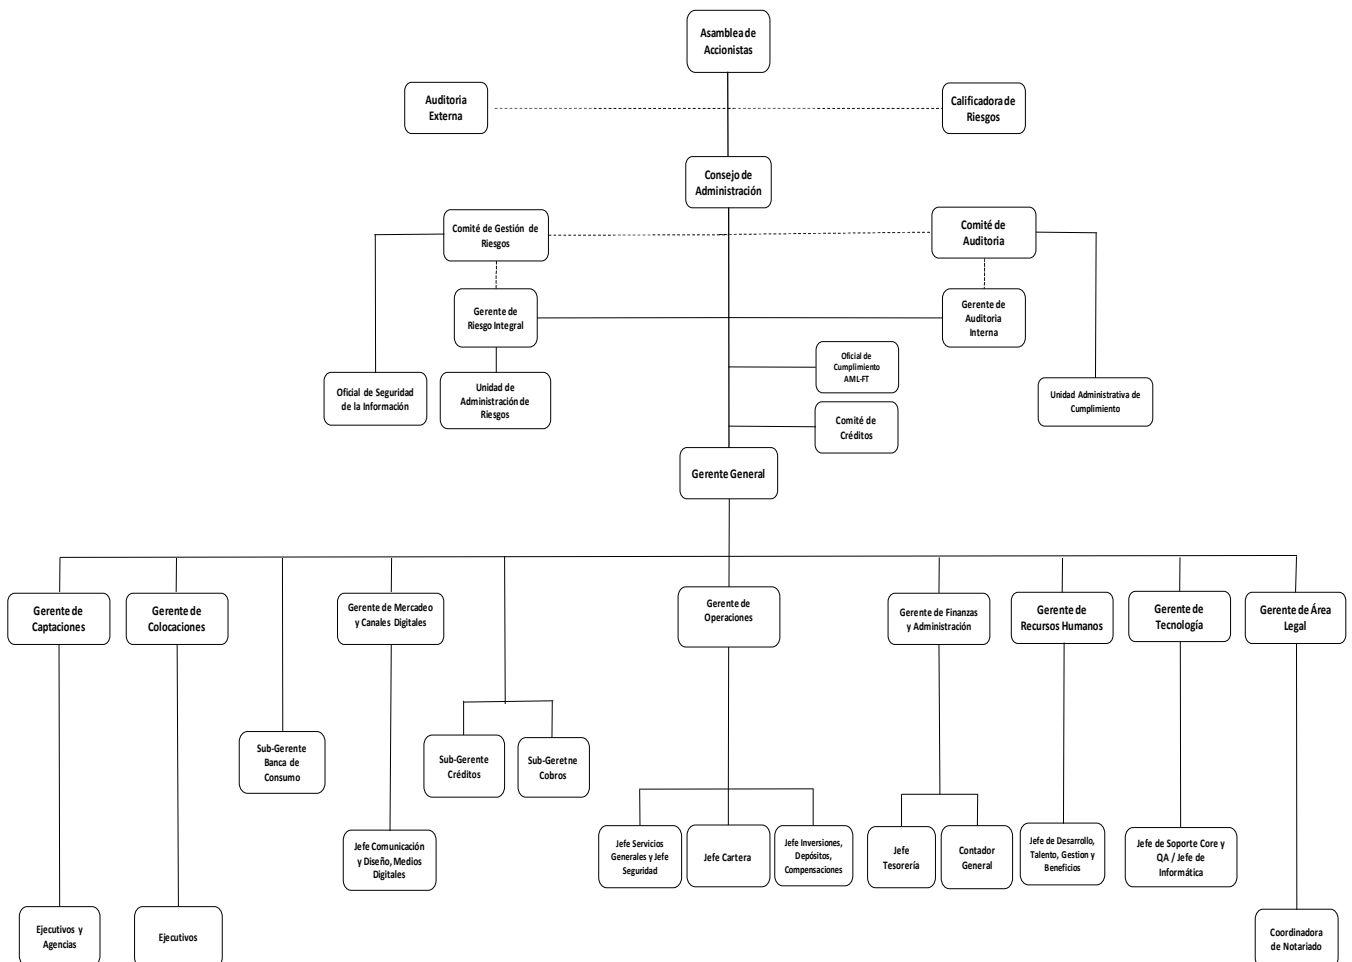 Asamblea de
Accionistas
Auditoria
Externa
Calificadora de
Riesgos
Consejo de
Administración
Comité de Gestión de
Riesgos
Comité de
Auditoria
Gerente de
Riesgo Integral
Gerente de
Auditoria
Interna
Oficial de
Cumplimiento
AML-FT
Oficial de Seguridad
de la Información
Unidad de
Administración de
Riesgos
Unidad Administrativa de
Cumplimiento
Comité de
Créditos
Gerente General
Gerente de
Captaciones
Gerente de
Colocaciones
Gerente de Mercadeo
y Canales Digitales
Gerente de
Operaciones
Gerente de Finanzas
y Administración
Gerente de
Recursos Humanos
Gerente de
Tecnología
Gerente de Área
Legal
Sub-Gerente
Banca de
Consumo
Sub-Gerente
Créditos
Sub-Geretne
Cobros
Jefe Comunicación
y Diseño, Medios
Digitales
Jefe Servicios
Generales y Jefe
Seguridad
Jefe Cartera
Jefe Inversiones,
Depósitos,
Compensaciones
Jefe
Tesorería
Contador
General
Jefe de Desarrollo,
Talento, Gestion y
Beneficios
Jefe de Soporte Core y
QA / Jefe de
Informática
Ejecutivos y
Agencias
Ejecutivos
Coordinadora
de Notariado